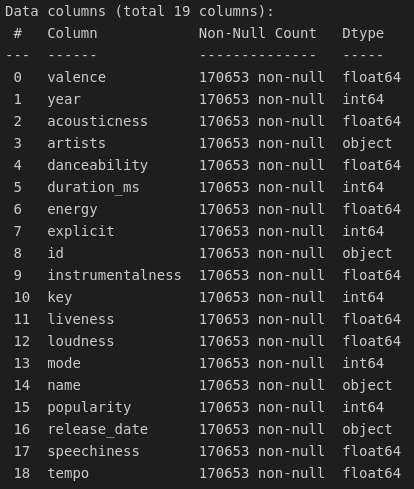 Data columns (total 19 columns):
 #   Column            Non-Null Count   Dtype
---  ------            --------------   -----
 0   valence           170653 non-null  float64
 1   year              170653 non-null  int64
 2   acousticness      170653 non-null  float64
 3   artists           170653 non-null  object
 4   danceability      170653 non-null  float64
 5   duration_ms       170653 non-null  int64
 6   energy            170653 non-null  float64
 7   explicit          170653 non-null  int64
 8   id                170653 non-null  object
 9   instrumentalness  170653 non-null  float64
 10  key               170653 non-null  int64
 11  liveness          170653 non-null  float64
 12  loudness          170653 non-null  float64
 13  mode              170653 non-null  int64
 14  name              170653 non-null  object
 15  popularity        170653 non-null  int64
 16  release_date      170653 non-null  object
 17  speechiness       170653 non-null  float64
 18  tempo             170653 non-null  float64